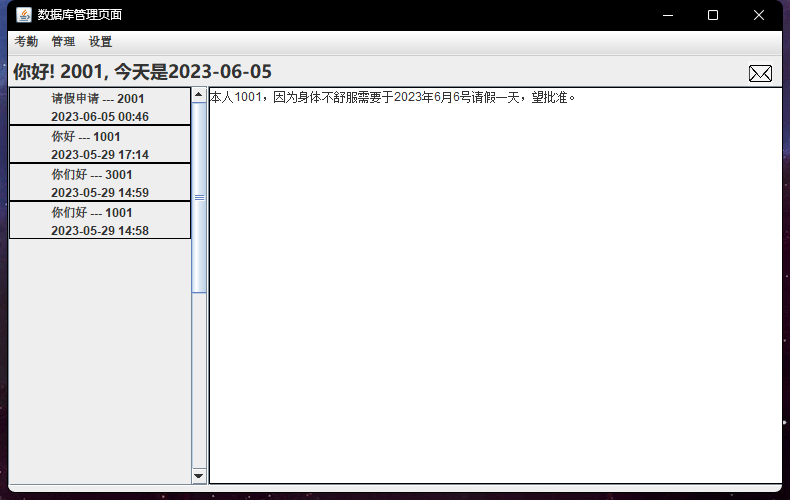 数据库管理页面
考勤 管理 设置
你好! 2001, 今天是2023-06-05
请假申请 --- 2001
2023-06-05 00:46
你好 --- 1001
2023-05-29 17:14
你们好 --- 3001
2023-05-29 14:59
你们好 --- 1001
2023-05-29 14:58
本人1001，因为身体不舒服需要于2023年6月6号请假一天，望批准。